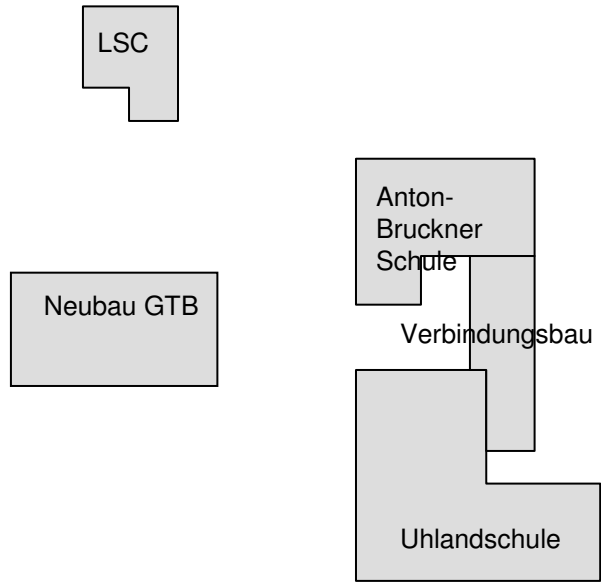 LSC
Anton-
Bruckner
Schule
Neubau GTB
Verbindungsbau
Uhlandschule